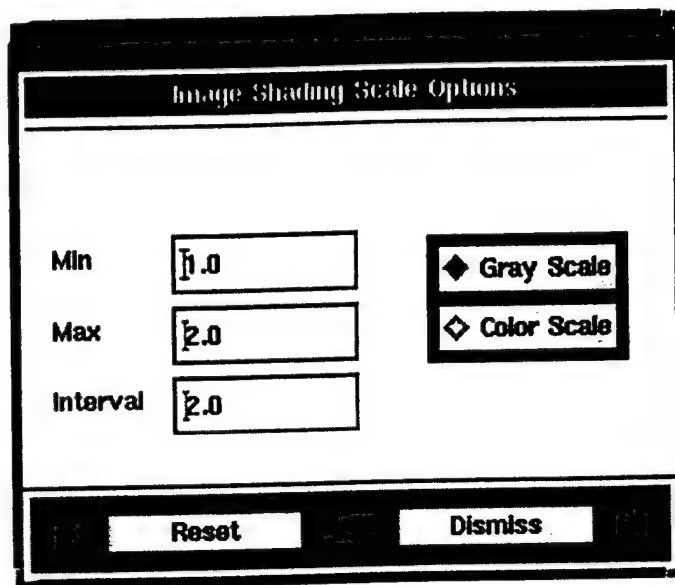 Image Shading Scale Options
Min 1.0
Max 2.0
Interval 2.0
Gray Scale
Color Scale
Reset Dismiss